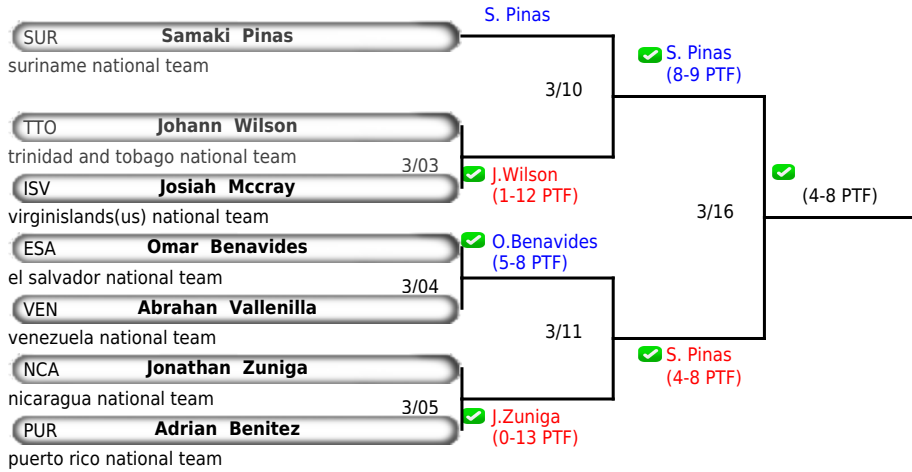 S. Pinas
SUR Samaki Pinas
suriname national team
S. Pinas
(8-9 PTF)
3/10
TTO Johann Wilson
trinidad and tobago national team
3/03
J.Wilson
(1-12 PTF)
ISV Josiah Mccray
virginislands(us) national team
(4-8 PTF)
3/16
ESA Omar Benavides
el salvador national team
O.Benavides
(5-8 PTF)
3/04
VEN Abrahan Vallenilla
venezuela national team
3/11
S. Pinas
(4-8 PTF)
NCA Jonathan Zuniga
nicaragua national team
3/05
J.Zuniga
(0-13 PTF)
PUR Adrian Benitez
puerto rico national team